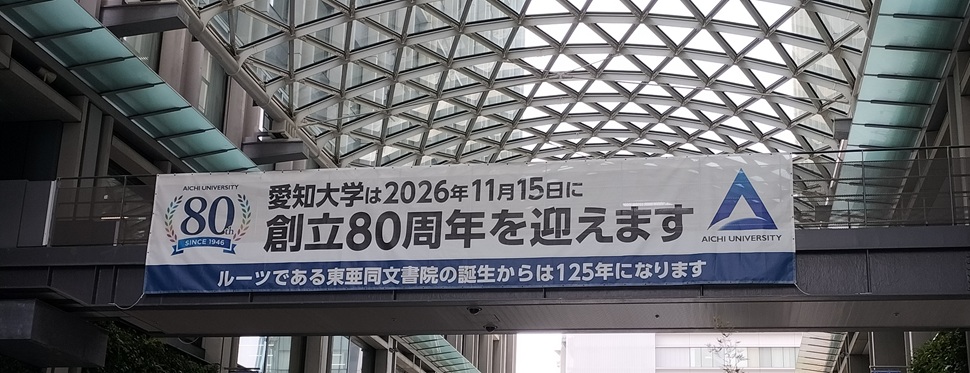 AICHI UNIVERSITY
80th
SINCE 1946
愛知大学は2026年11月15日に
創立80周年を迎えます
AICHI UNIVERSITY
ルーツである東亜同文書院の誕生からは125年になります